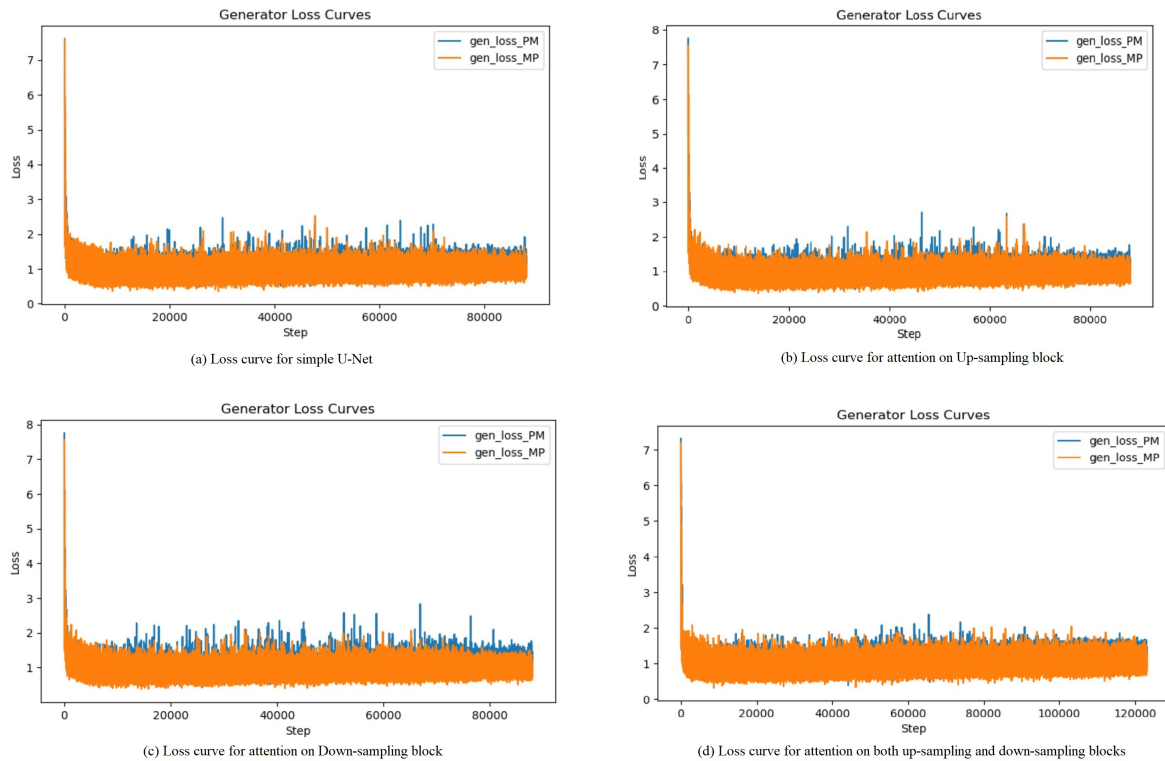 Generator Loss Curves
gen_loss_PM
gen_loss_MP
Loss
7
6
5
4
3
2
1
0
0 20000 40000 60000 80000
Step
(a) Loss curve for simple U-Net
Generator Loss Curves
gen_loss_PM
gen_loss_MP
Loss
8
7
6
5
4
3
2
1
0
0 20000 40000 60000 80000
Step
(b) Loss curve for attention on Up-sampling block
Generator Loss Curves
gen_loss_PM
gen_loss_MP
Loss
8
7
6
5
4
3
2
1
0 20000 40000 60000 80000
Step
(c) Loss curve for attention on Down-sampling block
Generator Loss Curves
gen_loss_PM
gen_loss_MP
Loss
7
6
5
4
3
2
1
0
0 20000 40000 60000 80000 100000 120000
Step
(d) Loss curve for attention on both up-sampling and down-sampling blocks